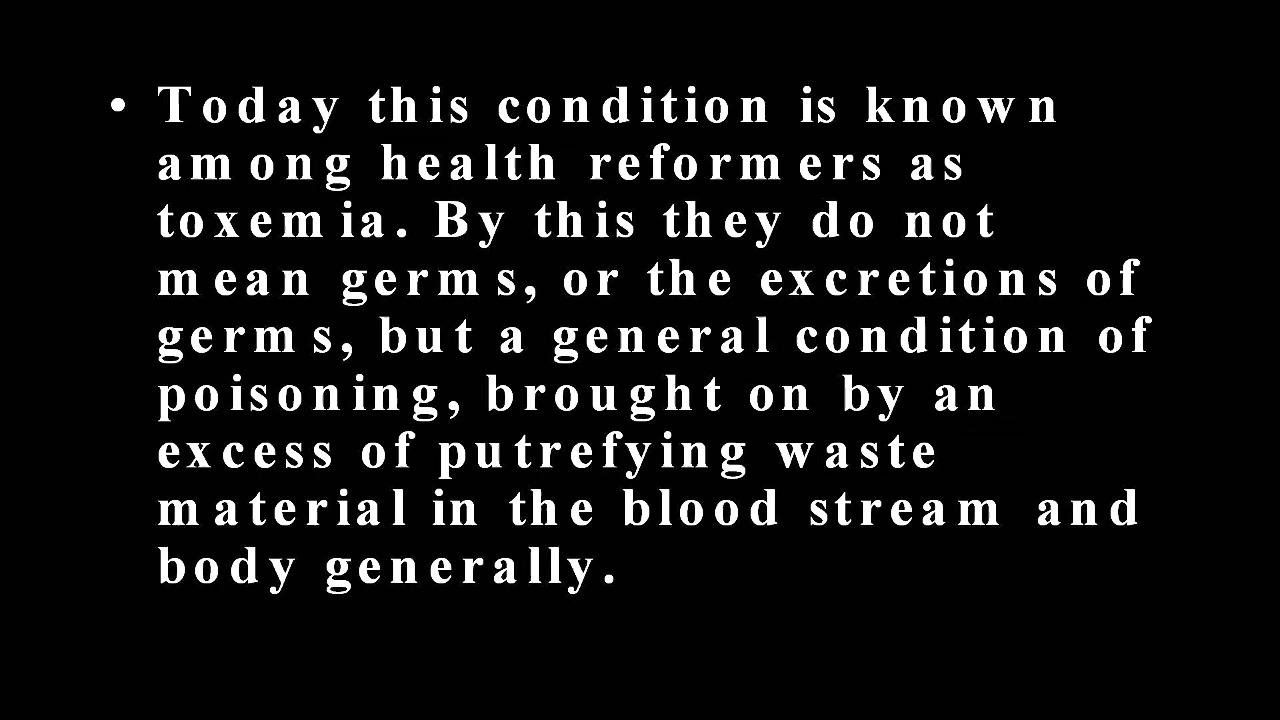 • Today this condition is known
among health reformers as
toxemia. By this they do not
mean germs, or the excretions of
germs, but a general condition of
poisoning, brought on by an
excess of putrefying waste
material in the blood stream and
body generally.